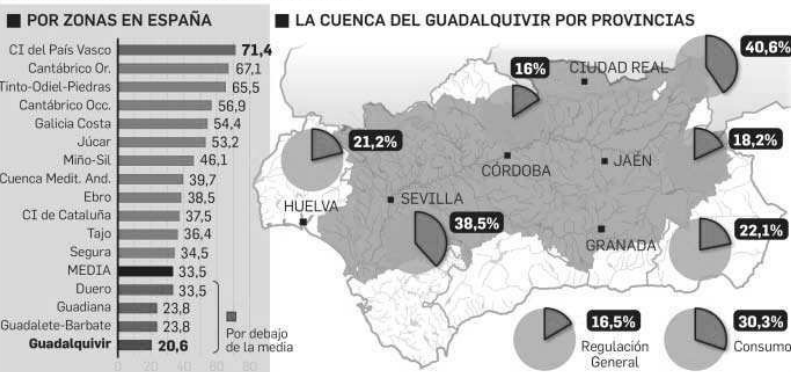 POR ZONAS EN ESPAÑA
CI del País Vasco 71,4
Cantábrico Or. 67,1
Tinto-Odiel-Piedras 65,5
Cantábrico Occ. 56,9
Galicia Costa 54,4
Júcar 53,2
Miño-Sil 46,1
Cuenca Medit. And. 39,7
Ebro 38,5
CI de Cataluña 37,5
Tajo 36,4
Segura 34,5
MEDIA 33,5
Duero 33,5
Guadiana 23,8
Guadalete-Barbate 23,8
Guadalquivir 20,6
Por debajo
de la media
0 20 40 60 80
LA CUENCA DEL GUADALQUIVIR POR PROVINCIAS
40,6%
CIUDAD REAL
16%
21,2%
18,2%
CÓRDOBA
JAÉN
SEVILLA
HUELVA
38,5%
GRANADA
22,1%
16,5%
Regulación
General
30,3%
Consumo